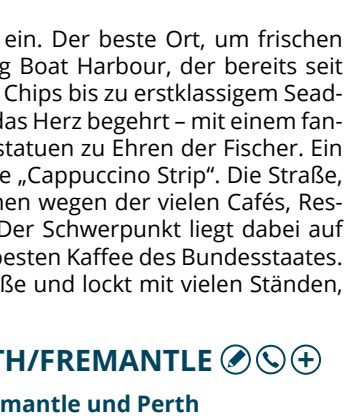 ein. Der beste Ort, um frischen
g Boat Harbour, der bereits seit
Chips bis zu erstklassigem Sead-
das Herz begehrt – mit einem fan-
statuen zu Ehren der Fischer. Ein
e „Cappuccino Strip“. Die Straße,
nen wegen der vielen Cafés, Res-
Der Schwerpunkt liegt dabei auf
besten Kaffee des Bundesstaates.
ße und lockt mit vielen Ständen,
TH/FREMANTLE
mantle und Perth